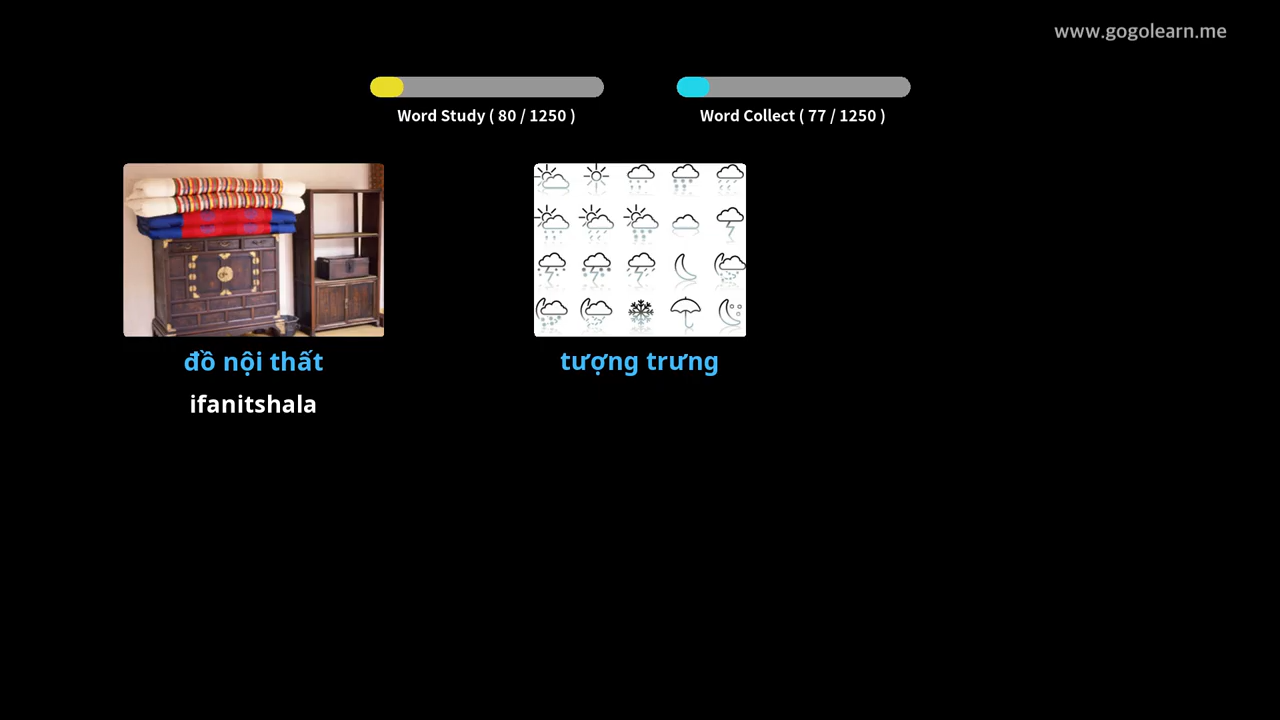 www.gogolearn.me
Word Study ( 80 / 1250 )
Word Collect ( 77 / 1250 )
đồ nội thất
tượng trưng
ifanitshala